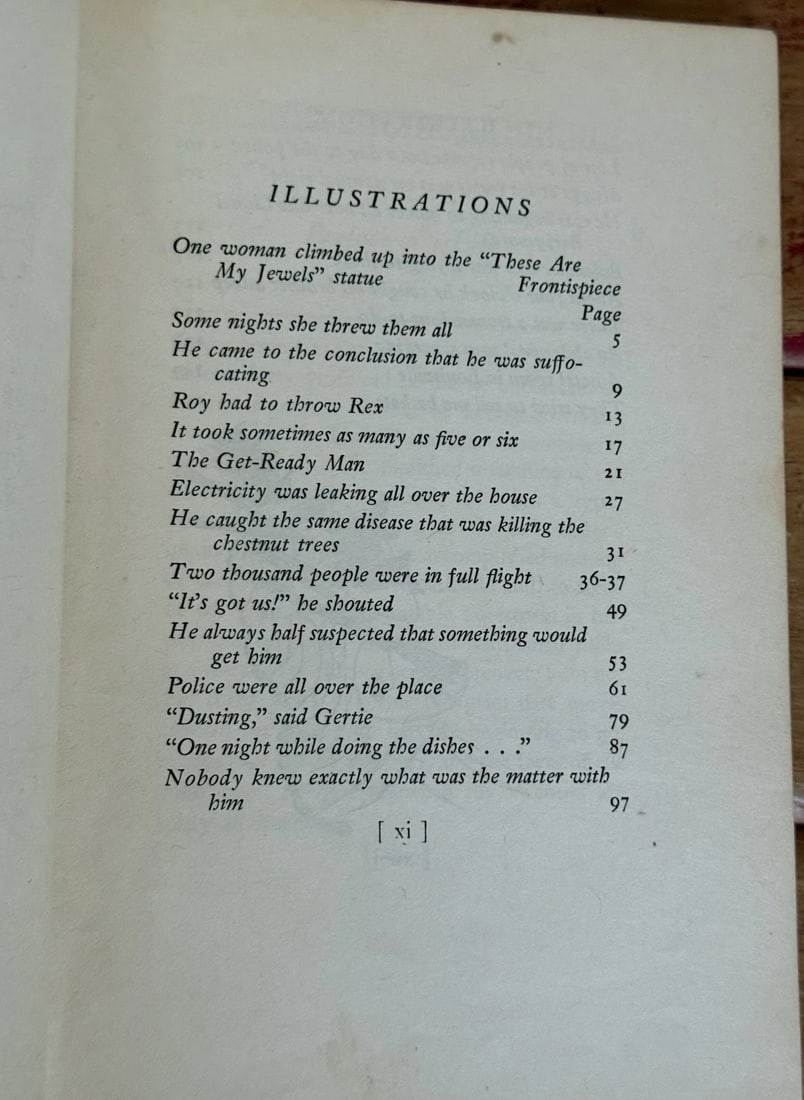 ILLUSTRATIONS
One woman climbed up into the “These Are
My Jewels” statue Frontispiece
Page
Some nights she threw them all 5
He came to the conclusion that he was suffo-
cating 9
Roy had to throw Rex 13
It took sometimes as many as five or six 17
The Get-Ready Man 21
Electricity was leaking all over the house 27
He caught the same disease that was killing the
chestnut trees 31
Two thousand people were in full flight 36-37
“It’s got us!” he shouted 49
He always half suspected that something would
get him 53
Police were all over the place 61
“Dusting,” said Gertie 79
“One night while doing the dishes . . .” 87
Nobody knew exactly what was the matter with
him 97
[ xi ]